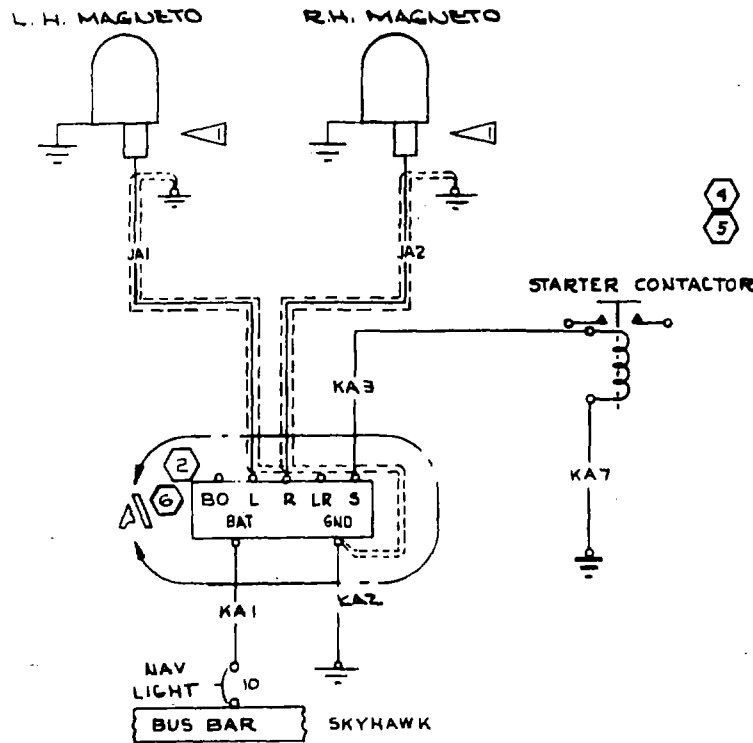 L. H. MAGNETO
R.H. MAGNETO
1
1
4
5
JA1
JA2
STARTER CONTACTOR
KA3
KA7
2
6
BO L R LR S
BAT GND
KA1
KA2
NAV
LIGHT
10
BUS BAR
SKYHAWK